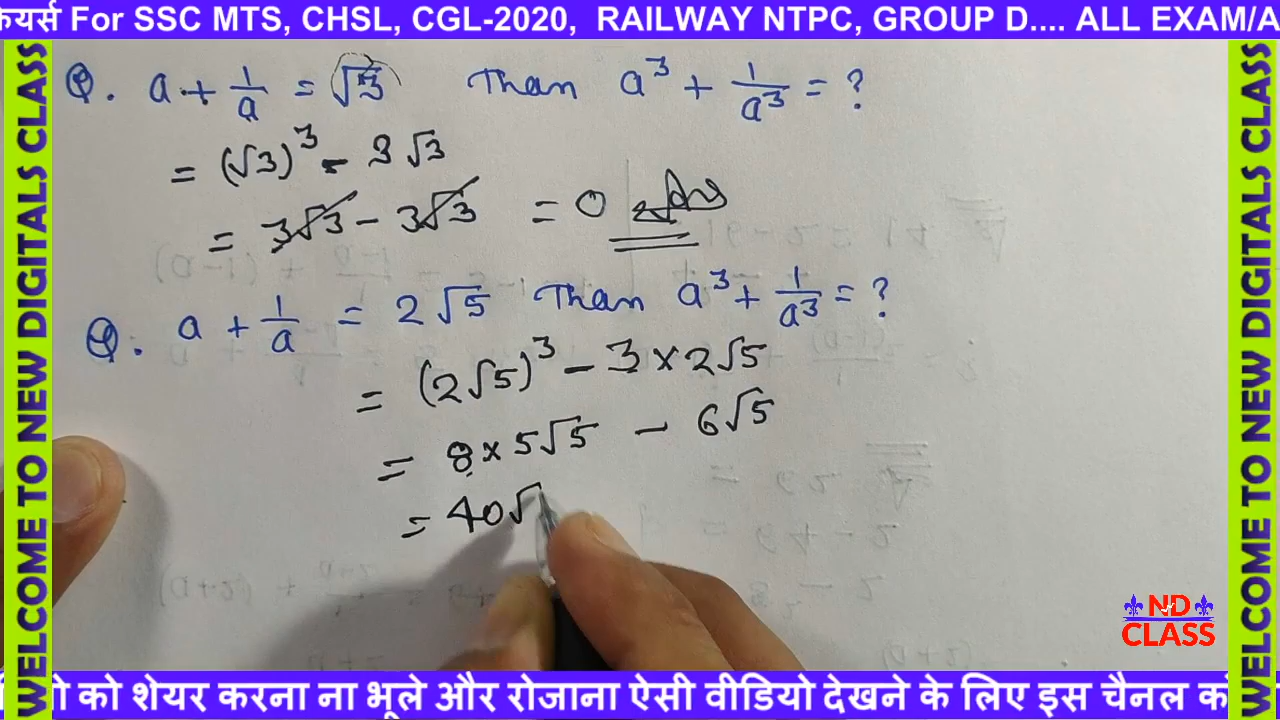 केयर्स For SSC MTS, CHSL, CGL-2020, RAILWAY NTPC, GROUP D.... ALL EXAM/A
WELCOME TO NEW DIGITALS CLASS
Q. a + 1/a = √3 Than a³ + 1/a³ = ?
= (√3)³ - 3√3
= 3√3 - 3√3 = 0 Ans
Q. a + 1/a = 2√5 Than a³ + 1/a³ = ?
= (2√5)³ - 3 × 2√5
= 8 × 5√5 - 6√5
= 40√
WELCOME TO NEW DIGITALS CLASS
ND
CLASS
को शेयर करना ना भूले और रोजाना ऐसी वीडियो देखने के लिए इस चैनल क